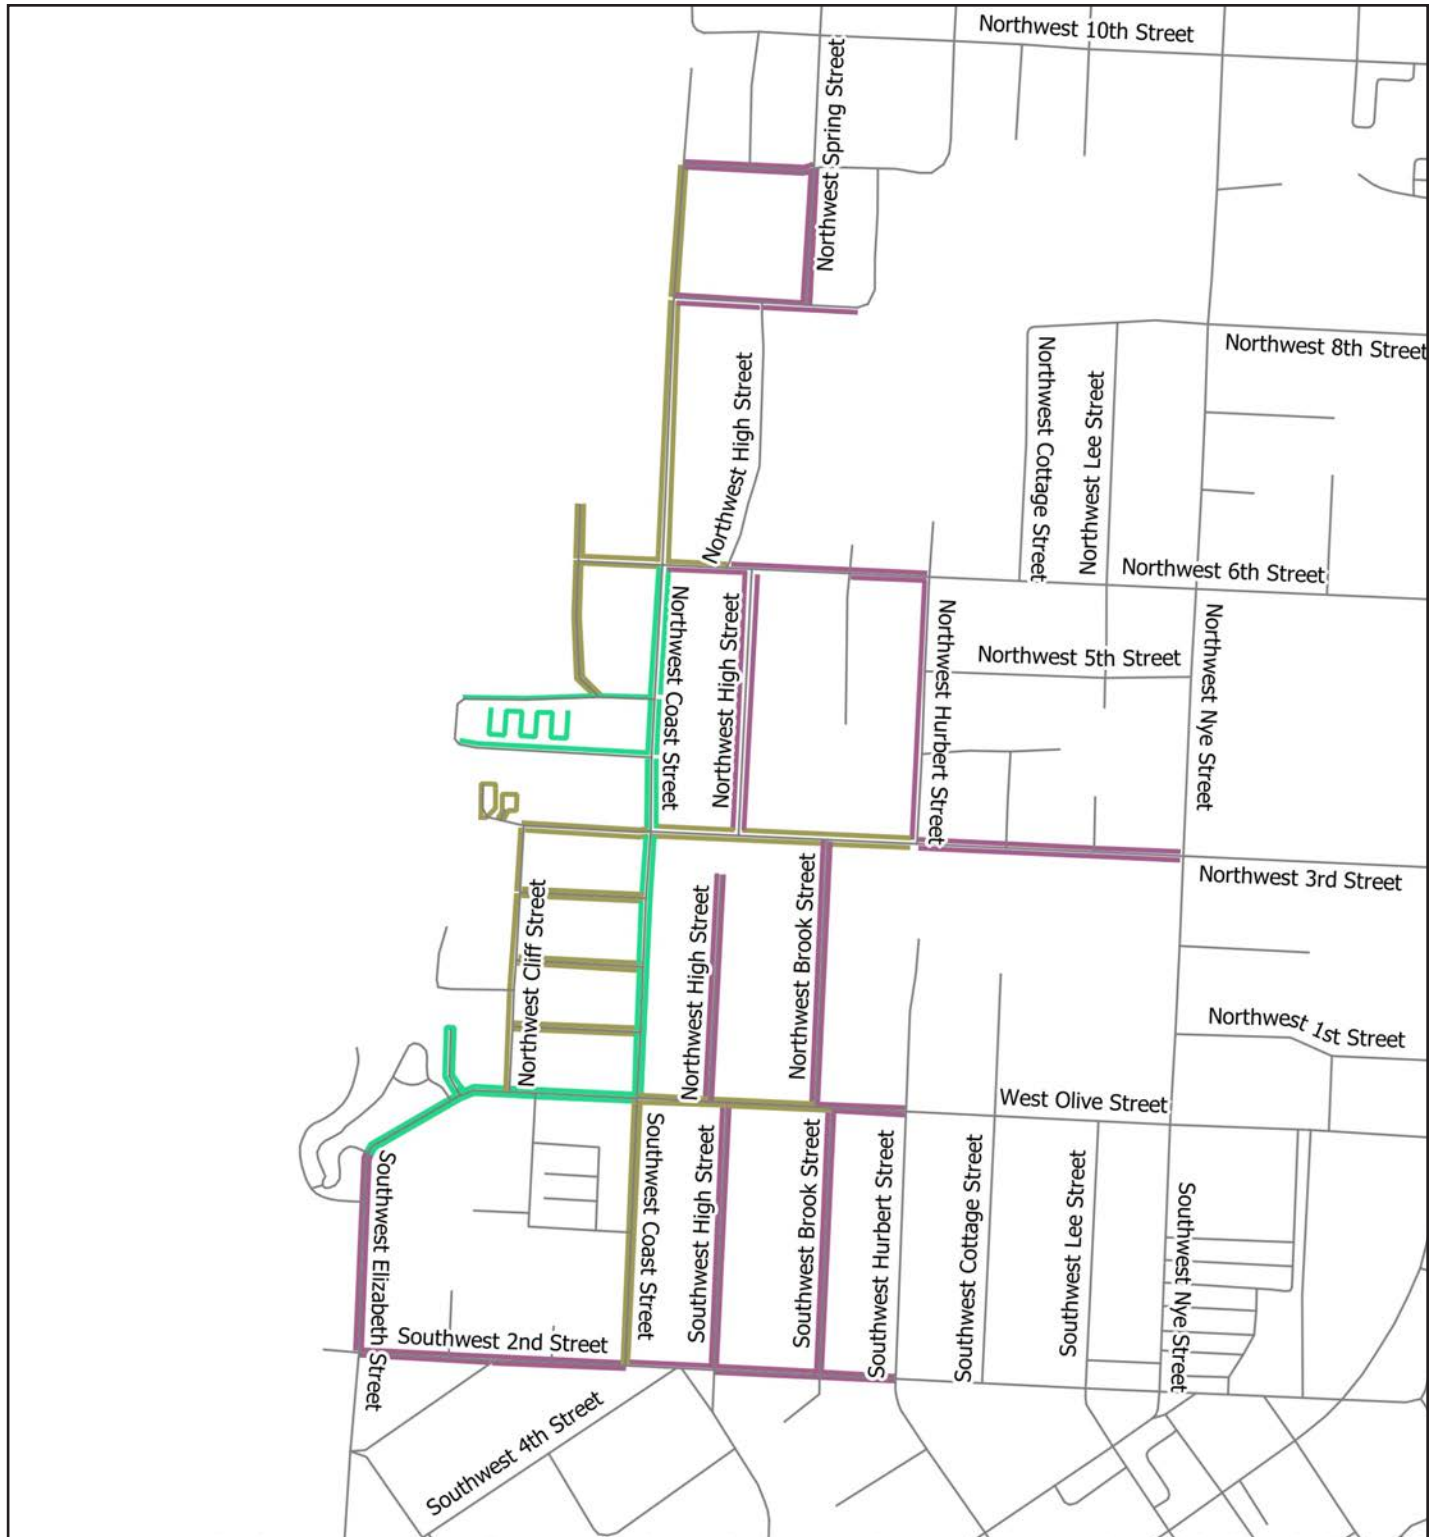 Northwest 10th Street
Northwest Spring Street
Northwest 8th Street
Northwest High Street
Northwest Cottage Street
Northwest Lee Street
Northwest 6th Street
Northwest Coast Street
Northwest High Street
Northwest Hurbert Street
Northwest 5th Street
Northwest Nye Street
Northwest 3rd Street
Northwest Cliff Street
Northwest High Street
Northwest Brook Street
Northwest 1st Street
West Olive Street
Southwest Elizabeth Street
Southwest Coast Street
Southwest High Street
Southwest Brook Street
Southwest Hurbert Street
Southwest Cottage Street
Southwest Lee Street
Southwest Nye Street
Southwest 2nd Street
Southwest 4th Street